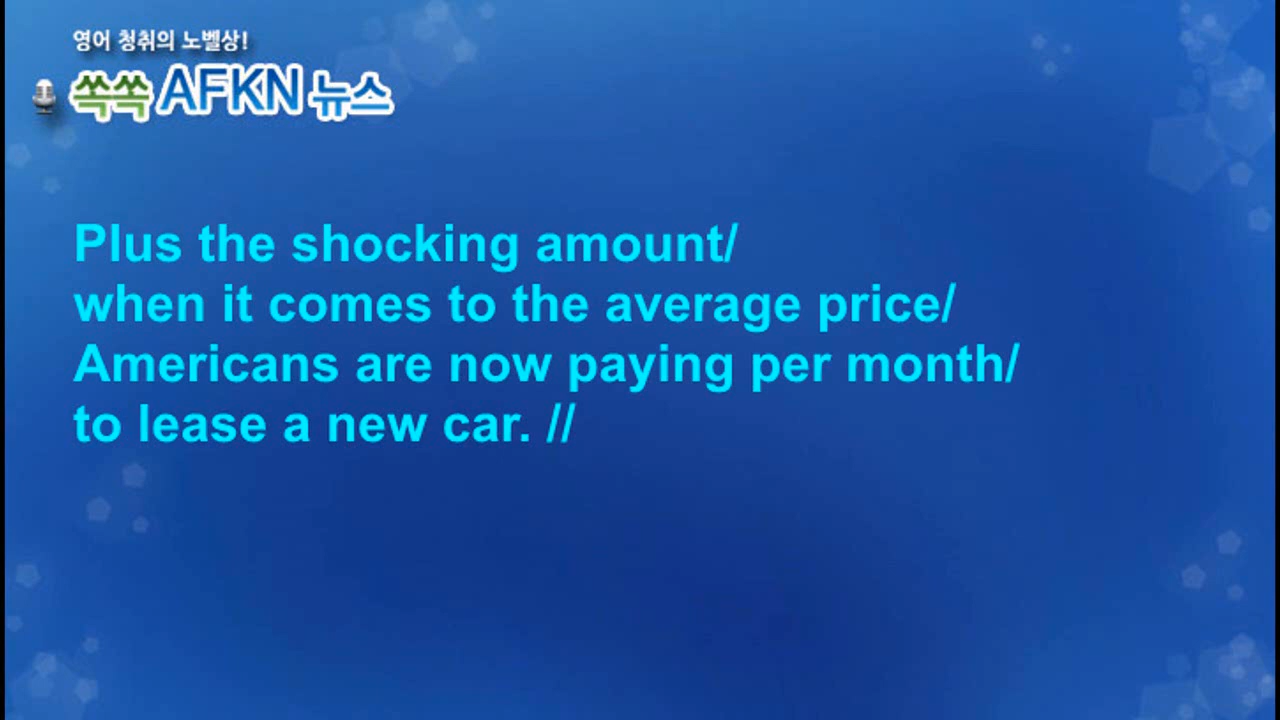 영어 청취의 노벨상!
쏙쏙 AFKN 뉴스
Plus the shocking amount/
when it comes to the average price/
Americans are now paying per month/
to lease a new car. //